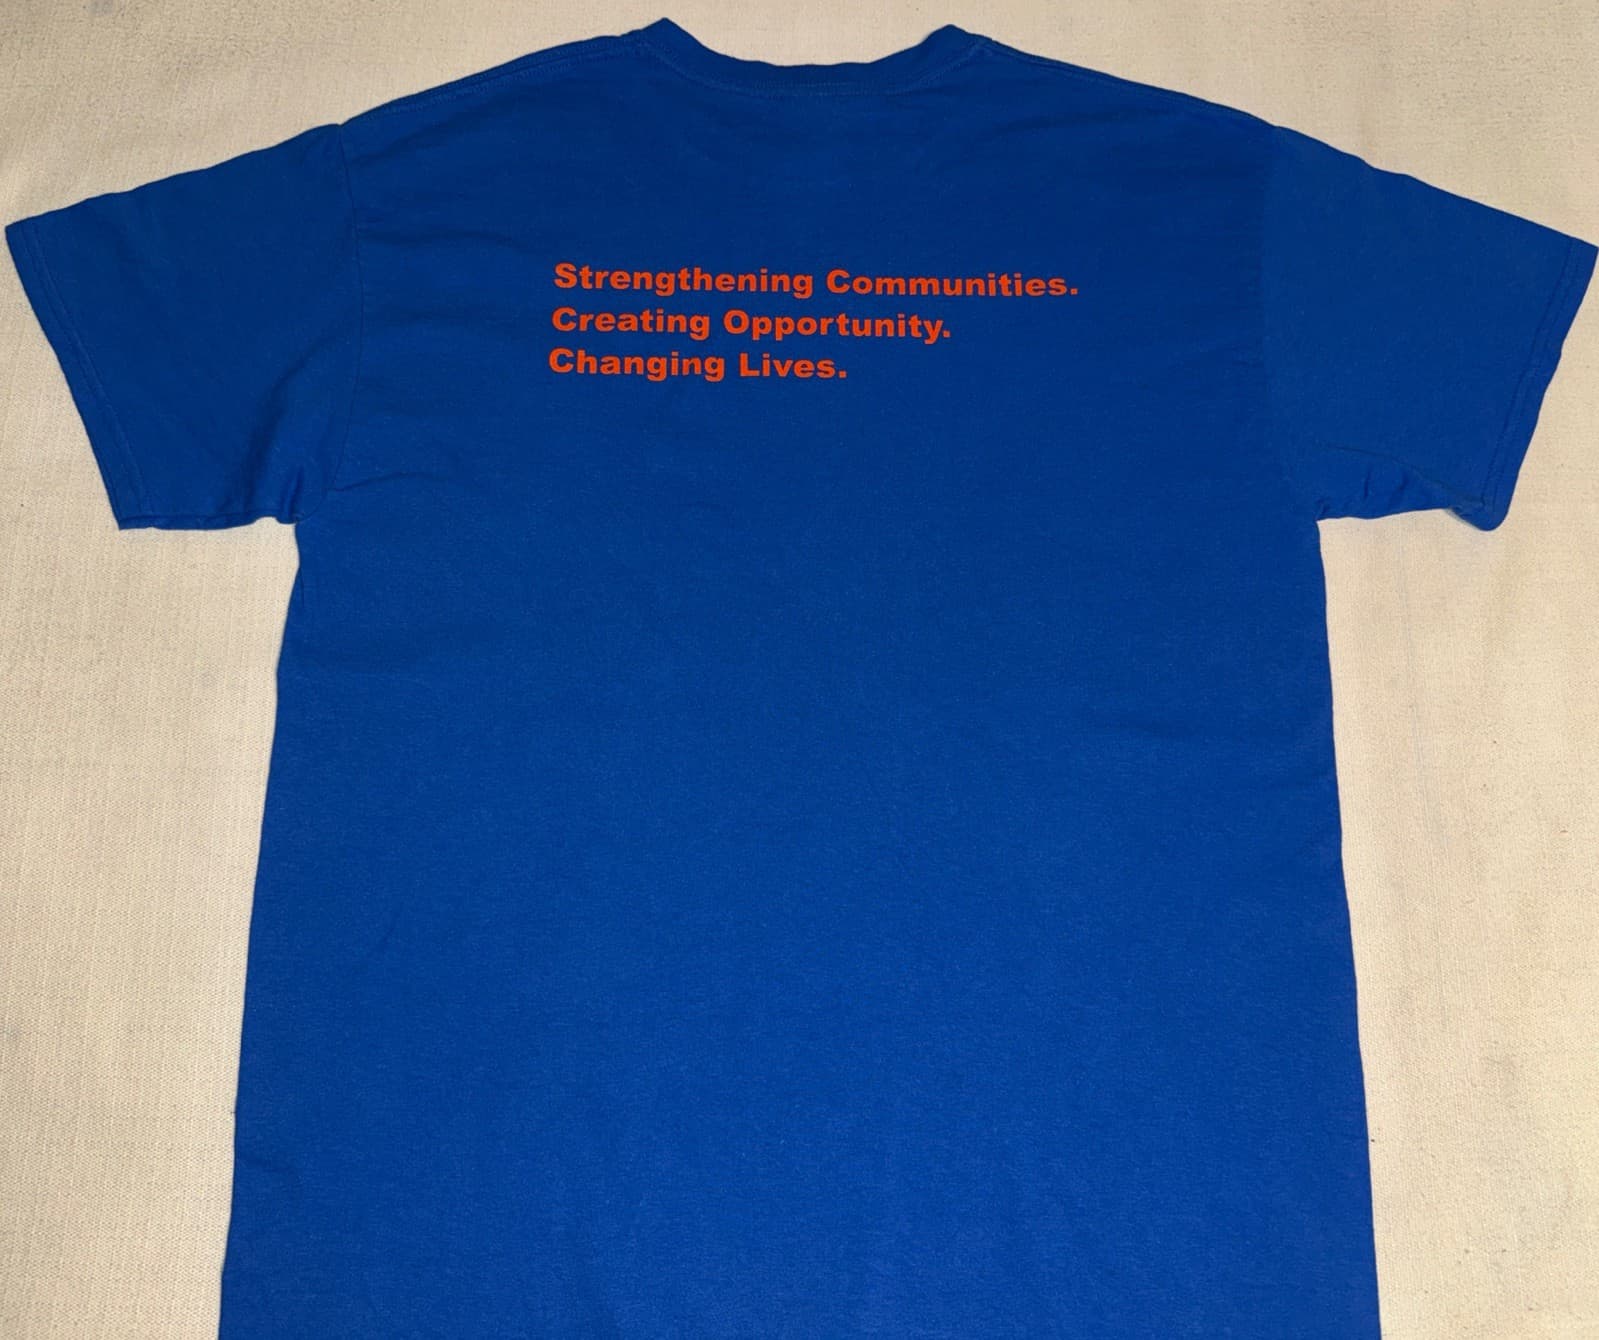 Strengthening Communities.
Creating Opportunity.
Changing Lives.